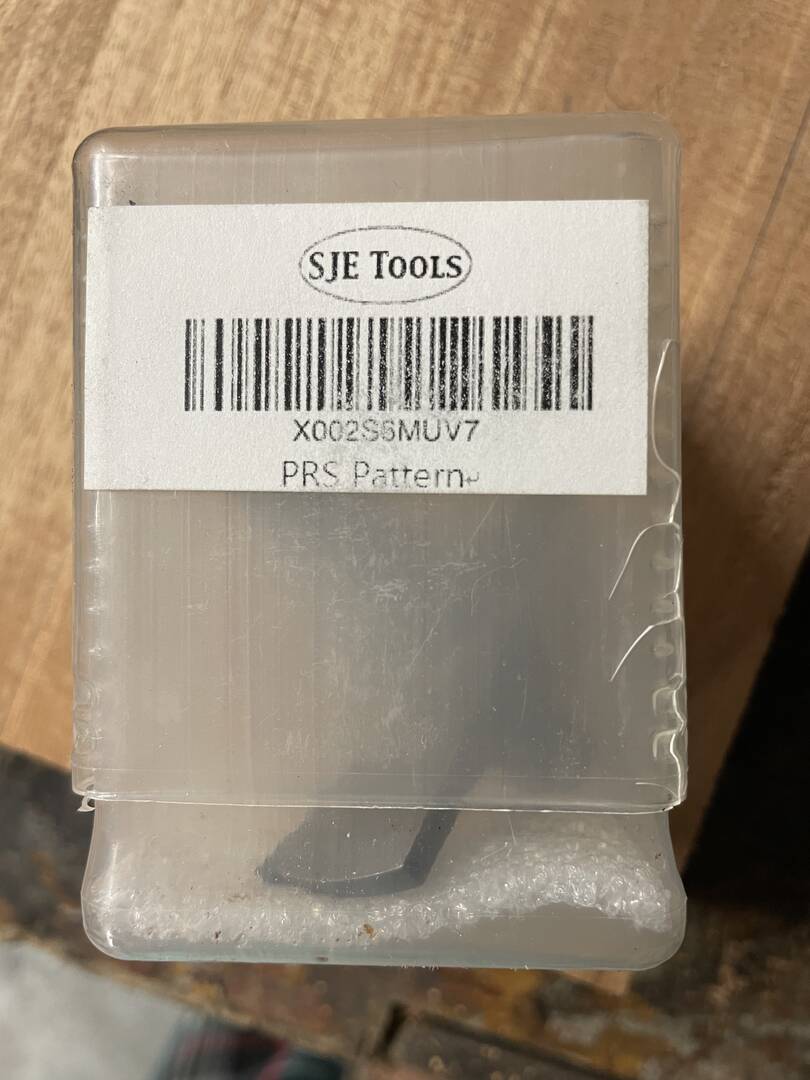 SJE TOOLS
X002S6MUV7
PRS Pattern↵